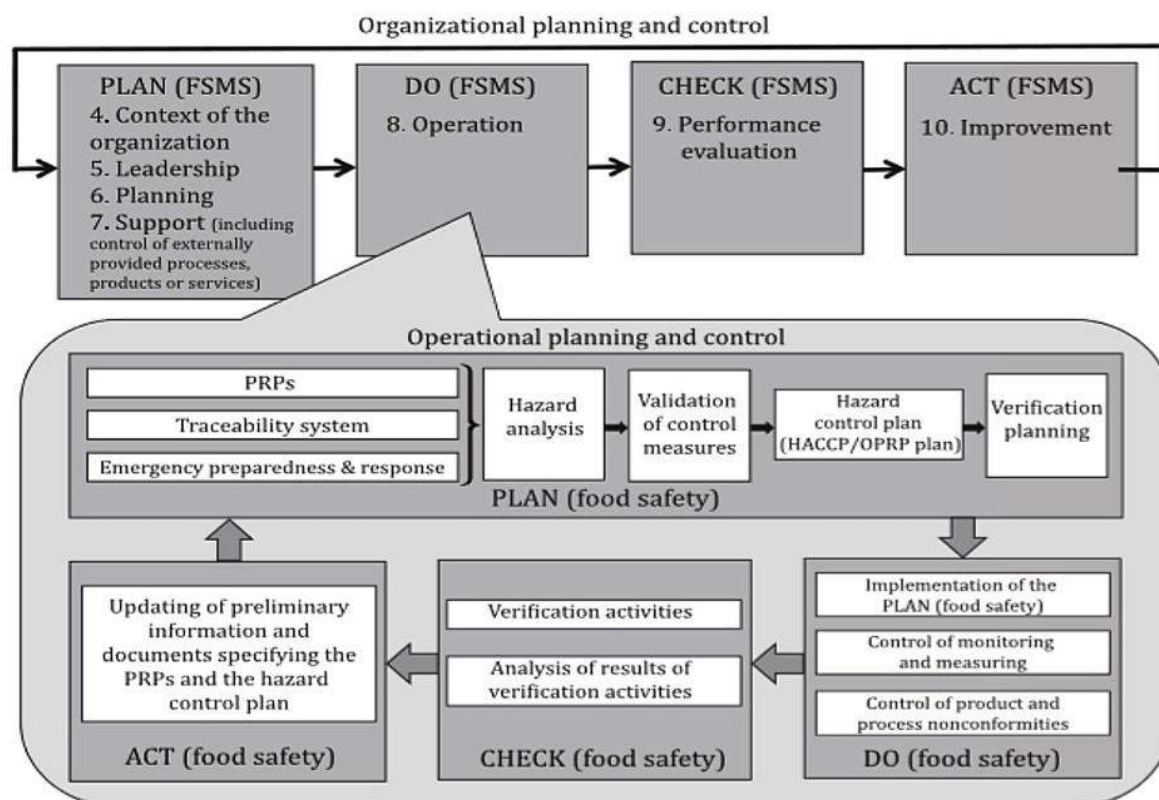 Organizational planning and control
PLAN (FSMS)
4. Context of the
organization
5. Leadership
6. Planning
7. Support (including
control of externally
provided processes,
products or services)
DO (FSMS)
8. Operation
CHECK (FSMS)
9. Performance
evaluation
ACT (FSMS)
10. Improvement
Operational planning and control
PRPs
Traceability system
Emergency preparedness & response
Hazard
analysis
Validation
of control
measures
Hazard
control plan
(HACCP/OPRP plan)
Verification
planning
PLAN (food safety)
Implementation of the
PLAN (food safety)
Control of monitoring
and measuring
Control of product and
process nonconformities
DO (food safety)
Verification activities
Analysis of results of
verification activities
CHECK (food safety)
Updating of preliminary
information and
documents specifying the
PRPs and the hazard
control plan
ACT (food safety)